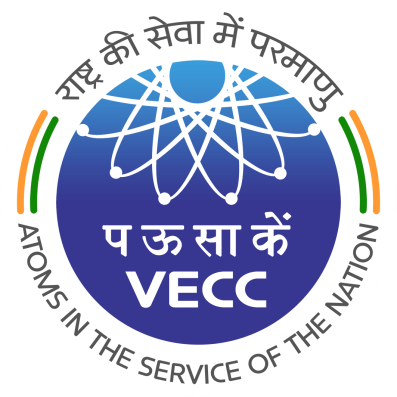 राष्ट्र की सेवा में परमाणु
प ऊ सा कें
VECC
ATOMS IN THE SERVICE OF THE NATION